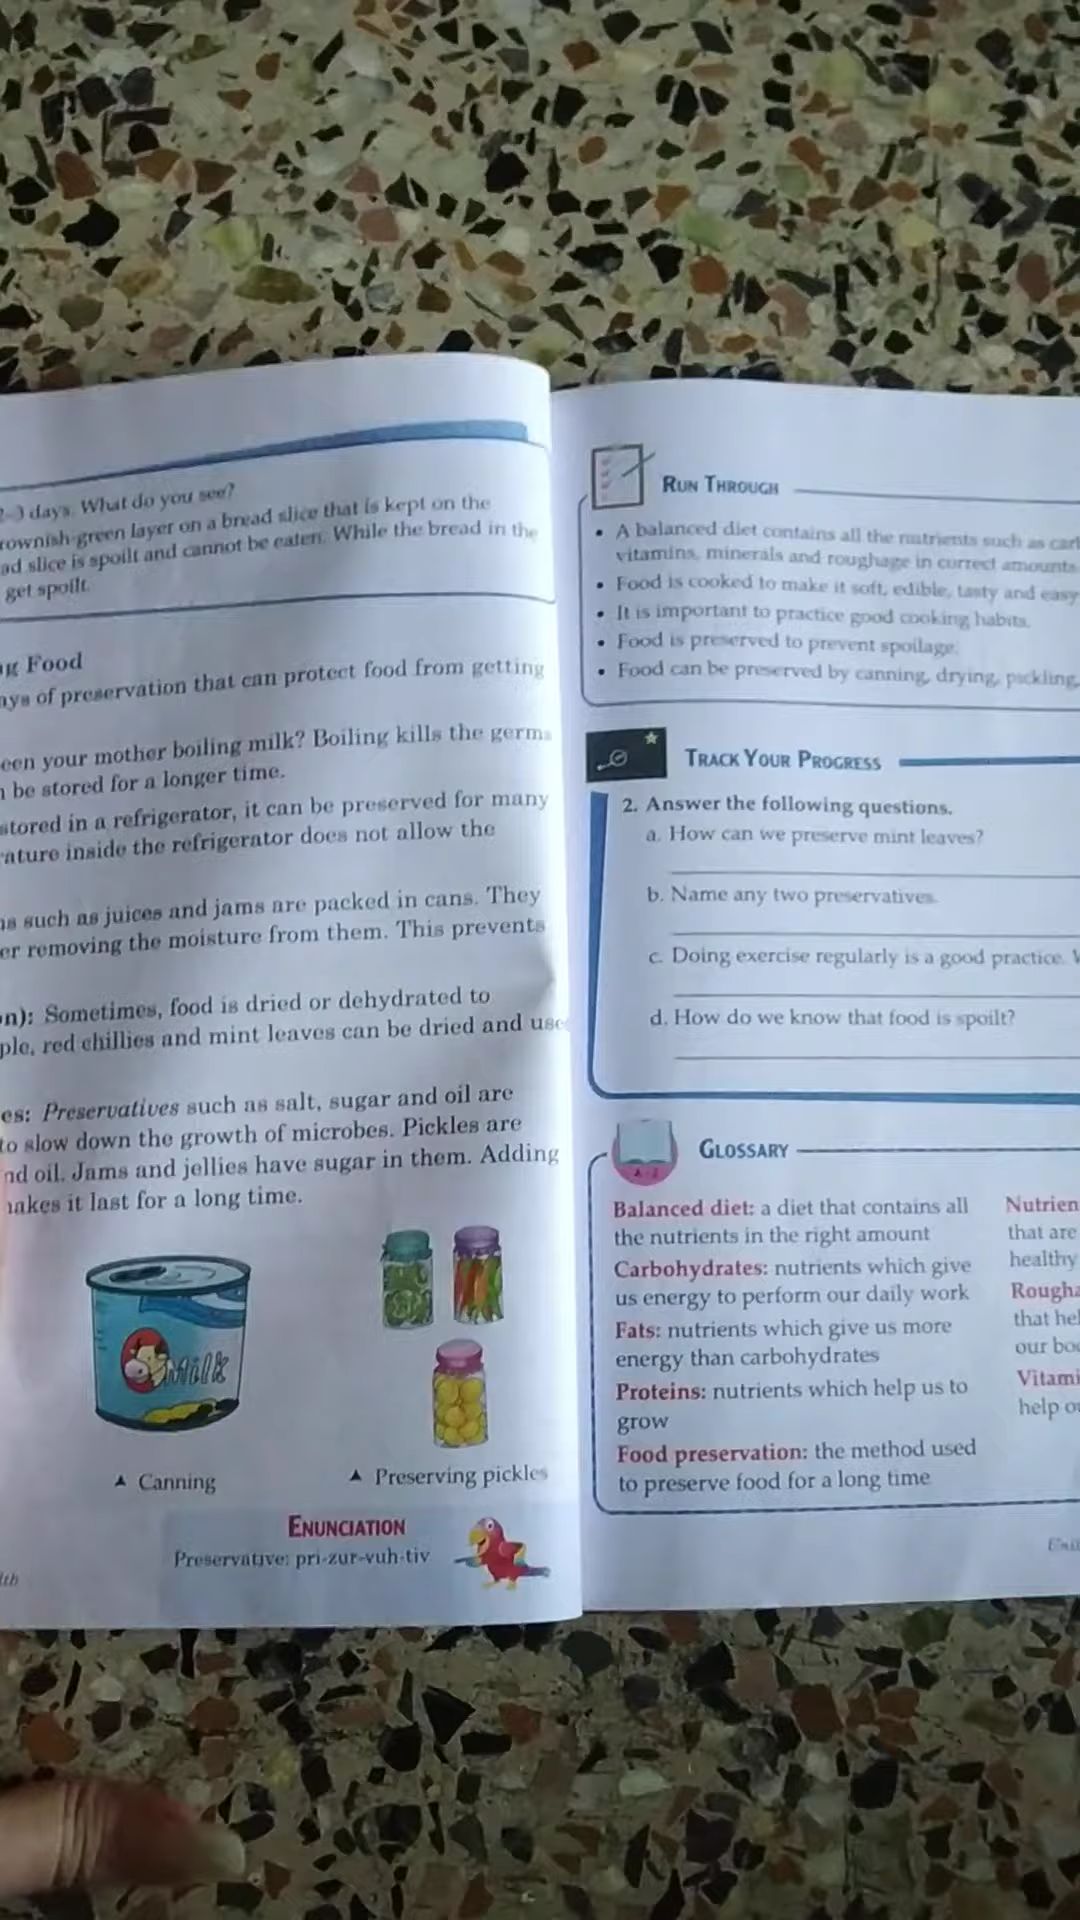 2-3 days. What do you see?
rownish-green layer on a bread slice that is kept on the
ad slice is spoilt and cannot be eaten. While the bread in the
get spoilt.
g Food
ays of preservation that can protect food from getting
een your mother boiling milk? Boiling kills the germs
n be stored for a longer time.
stored in a refrigerator, it can be preserved for many
rature inside the refrigerator does not allow the
ns such as juices and jams are packed in cans. They
er removing the moisture from them. This prevents
on): Sometimes, food is dried or dehydrated to
ple, red chillies and mint leaves can be dried and use
es: Preservatives such as salt, sugar and oil are
to slow down the growth of microbes. Pickles are
nd oil. Jams and jellies have sugar in them. Adding
makes it last for a long time.
Milk
▲ Canning
▲ Preserving pickles
ENUNCIATION
Preservative: pri-zur-vuh-tiv
lth
RUN THROUGH
• A balanced diet contains all the nutrients such as carb
vitamins, minerals and roughage in correct amounts
• Food is cooked to make it soft, edible, tasty and easy
• It is important to practice good cooking habits.
• Food is preserved to prevent spoilage.
• Food can be preserved by canning, drying, pickling,
TRACK YOUR PROGRESS
2. Answer the following questions.
a. How can we preserve mint leaves?
b. Name any two preservatives.
c. Doing exercise regularly is a good practice. W
d. How do we know that food is spoilt?
A-Z
GLOSSARY
Balanced diet: a diet that contains all
the nutrients in the right amount
Carbohydrates: nutrients which give
us energy to perform our daily work
Fats: nutrients which give us more
energy than carbohydrates
Proteins: nutrients which help us to
grow
Food preservation: the method used
to preserve food for a long time
Nutrien
that are
healthy
Rougha
that hel
our bo
Vitami
help o
Unit